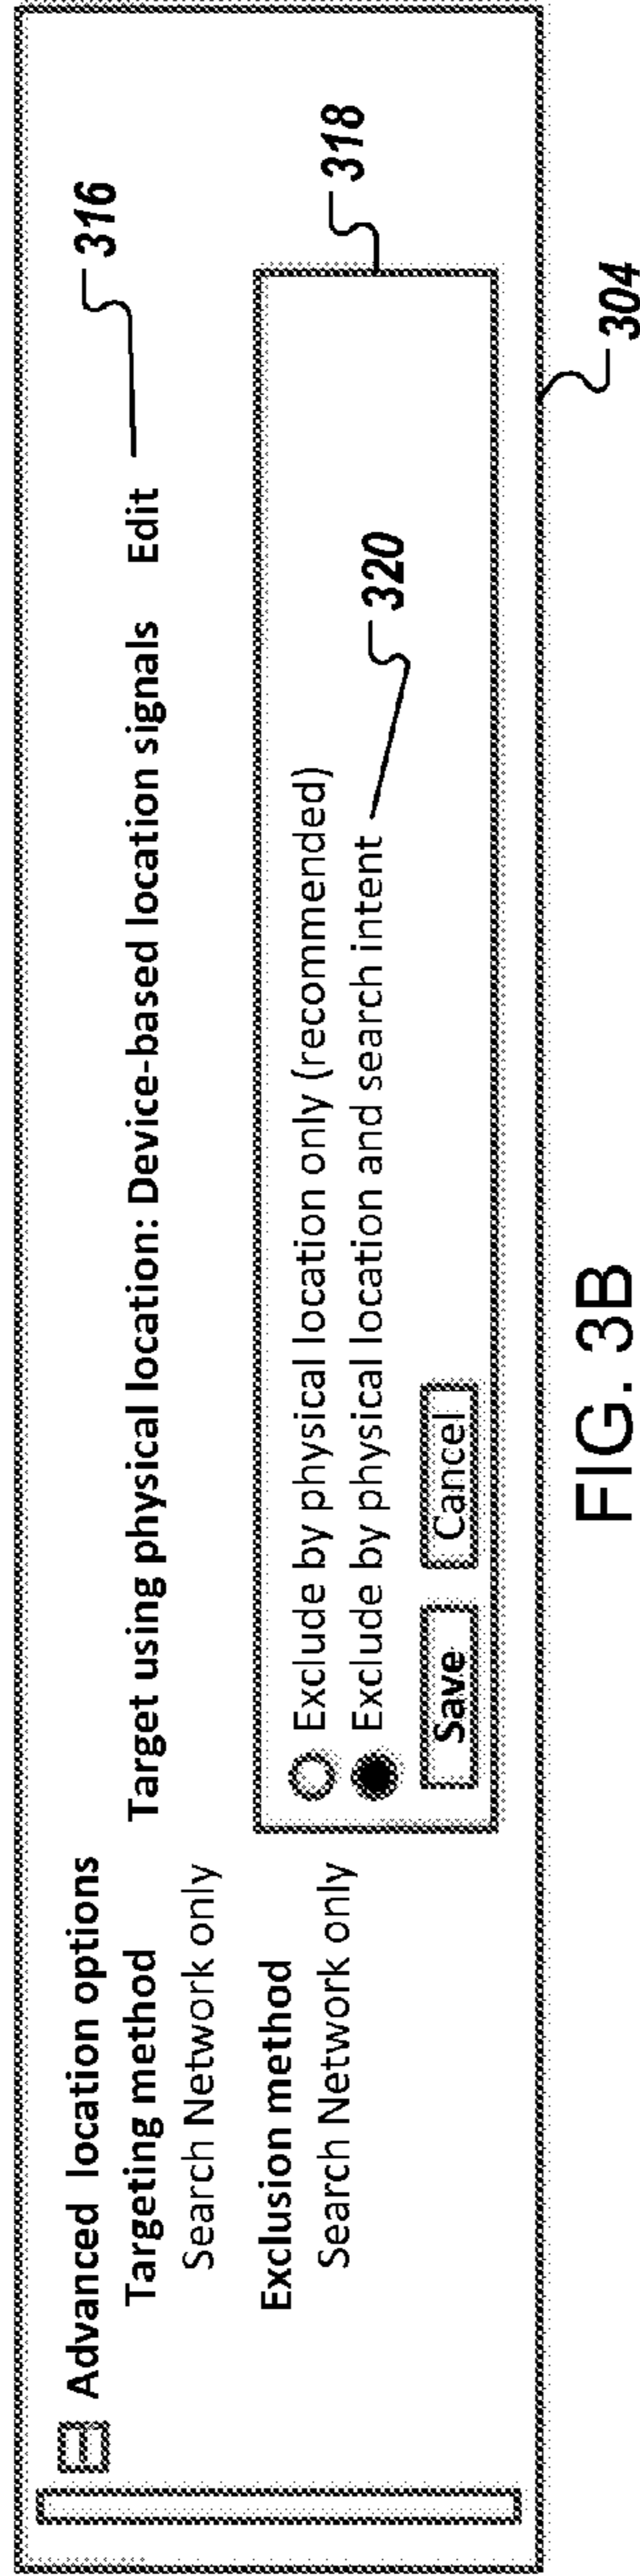 Advanced location options
Targeting method
Search Network only
Target using physical location: Device-based location signals Edit
316
Exclusion method
Search Network only
Exclude by physical location only (recommended)
Exclude by physical location and search intent
Save Cancel
318
320
304
FIG. 3B